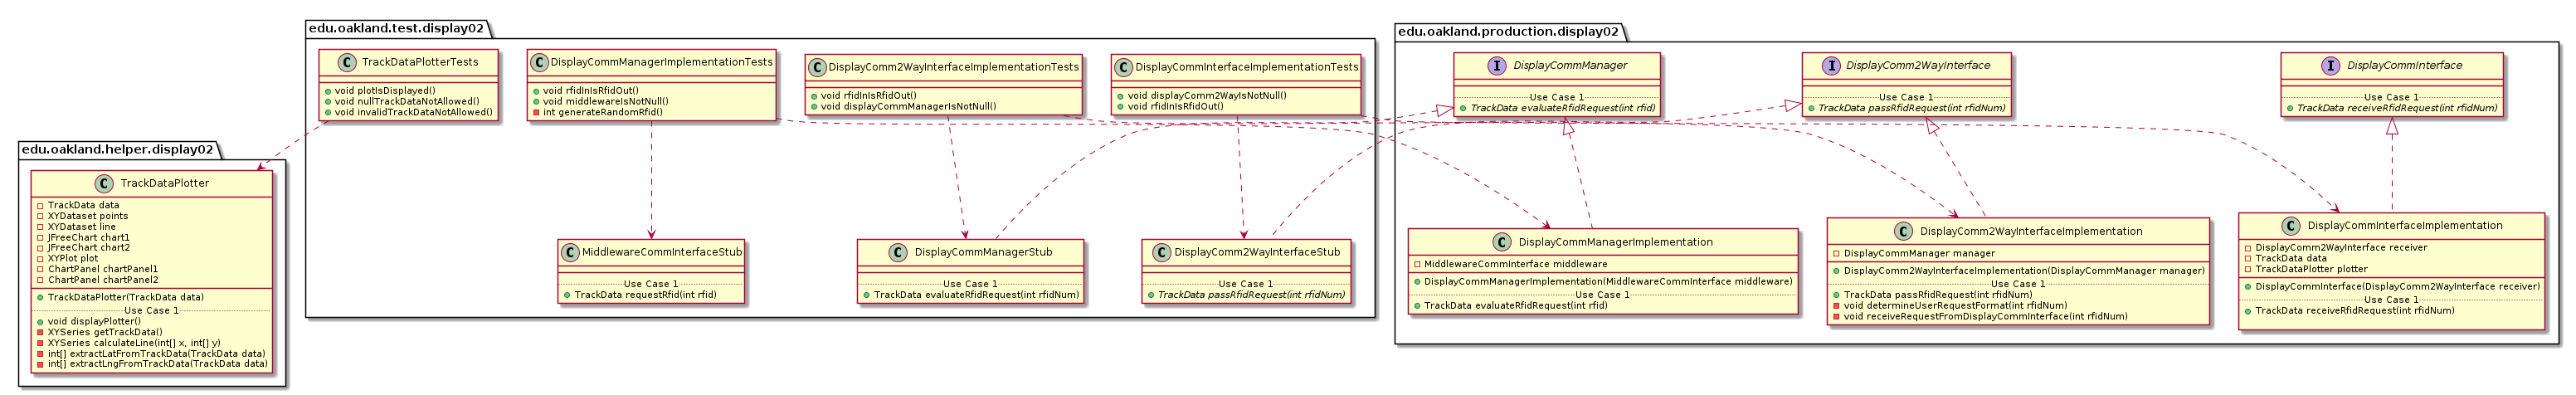 edu.oakland.test.display02
C TrackDataPlotterTests
void plotIsDisplayed()
void nullTrackDataNotAllowed()
void invalidTrackDataNotAllowed()
C DisplayCommManagerImplementationTests
void rfidInIsRfidOut()
void middlewareIsNotNull()
int generateRandomRfid()
C DisplayComm2WayInterfaceImplementationTests
void rfidInIsRfidOut()
void displayCommManagerIsNotNull()
C DisplayCommInterfaceImplementationTests
void displayComm2WayIsNotNull()
void rfidInIsRfidOut()
C MiddlewareCommInterfaceStub
Use Case 1
TrackData requestRfid(int rfid)
C DisplayCommManagerStub
Use Case 1
TrackData evaluateRfidRequest(int rfidNum)
C DisplayComm2WayInterfaceStub
Use Case 1
TrackData passRfidRequest(int rfidNum)
edu.oakland.production.display02
I DisplayCommManager
Use Case 1
TrackData evaluateRfidRequest(int rfid)
I DisplayComm2WayInterface
Use Case 1
TrackData passRfidRequest(int rfidNum)
I DisplayCommInterface
Use Case 1
TrackData receiveRfidRequest(int rfidNum)
C DisplayCommManagerImplementation
MiddlewareCommInterface middleware
DisplayCommManagerImplementation(MiddlewareCommInterface middleware)
Use Case 1
TrackData evaluateRfidRequest(int rfid)
C DisplayComm2WayInterfaceImplementation
DisplayCommManager manager
DisplayComm2WayInterfaceImplementation(DisplayCommManager manager)
Use Case 1
TrackData passRfidRequest(int rfidNum)
void determineUserRequestFormat(int rfidNum)
void receiveRequestFromDisplayCommInterface(int rfidNum)
C DisplayCommInterfaceImplementation
DisplayComm2WayInterface receiver
TrackData data
TrackDataPlotter plotter
DisplayCommInterface(DisplayComm2WayInterface receiver)
Use Case 1
TrackData receiveRfidRequest(int rfidNum)
edu.oakland.helper.display02
C TrackDataPlotter
TrackData data
XYDataset points
XYDataset line
JFreeChart chart1
JFreeChart chart2
XYPlot plot
ChartPanel chartPanel1
ChartPanel chartPanel2
TrackDataPlotter(TrackData data)
Use Case 1
void displayPlotter()
XYSeries getTrackData()
XYSeries calculateLine(int[] x, int[] y)
int[] extractLatFromTrackData(TrackData data)
int[] extractLngFromTrackData(TrackData data)